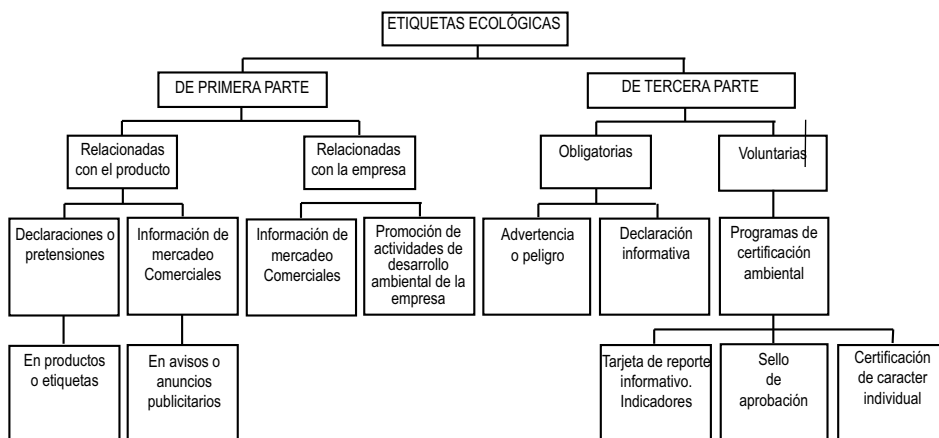 ETIQUETAS ECOLÓGICAS
DE PRIMERA PARTE
DE TERCERA PARTE
Relacionadas
con el producto
Relacionadas
con la empresa
Obligatorias
Voluntarias
Declaraciones o
pretensiones
Información de
mercadeo
Comerciales
Información de
mercadeo
Comerciales
Promoción de
actividades de
desarrollo
ambiental de la
empresa
Advertencia
o peligro
Declaración
informativa
Programas de
certificación
ambiental
En productos
o etiquetas
En avisos o
anuncios
publicitarios
Tarjeta de reporte
informativo.
Indicadores
Sello
de
aprobación
Certificación
de caracter
individual